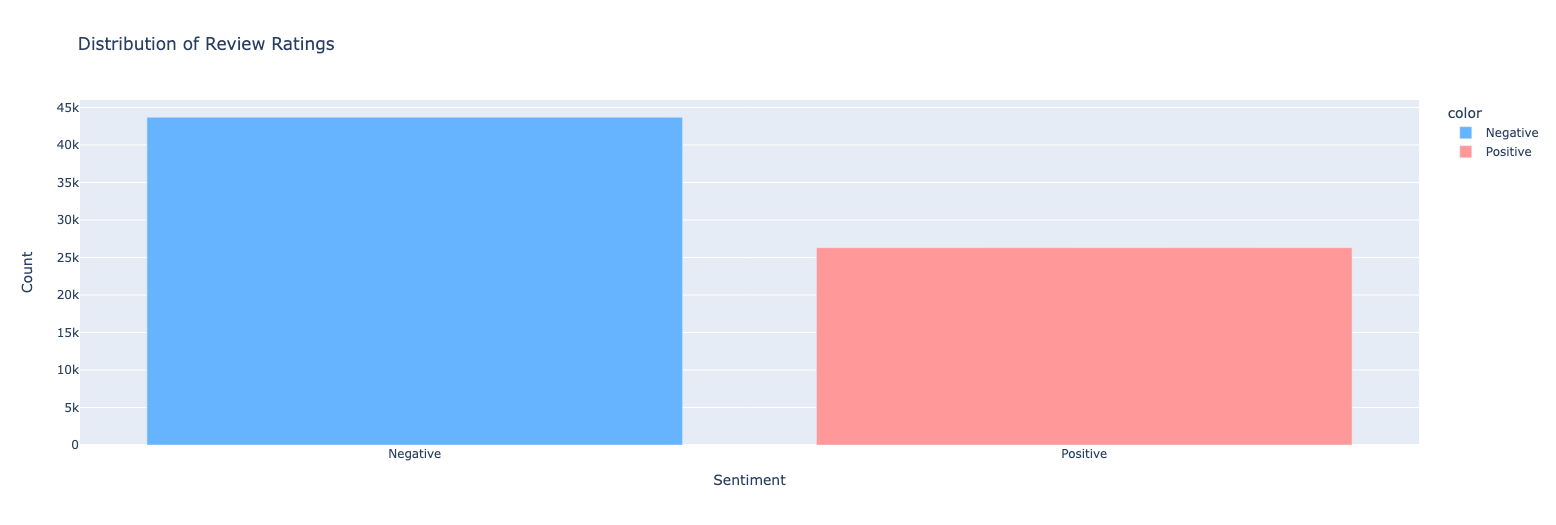 Distribution of Review Ratings
45k
40k
35k
30k
25k
20k
15k
10k
5k
0
Count
Negative
Positive
Sentiment
color
Negative
Positive